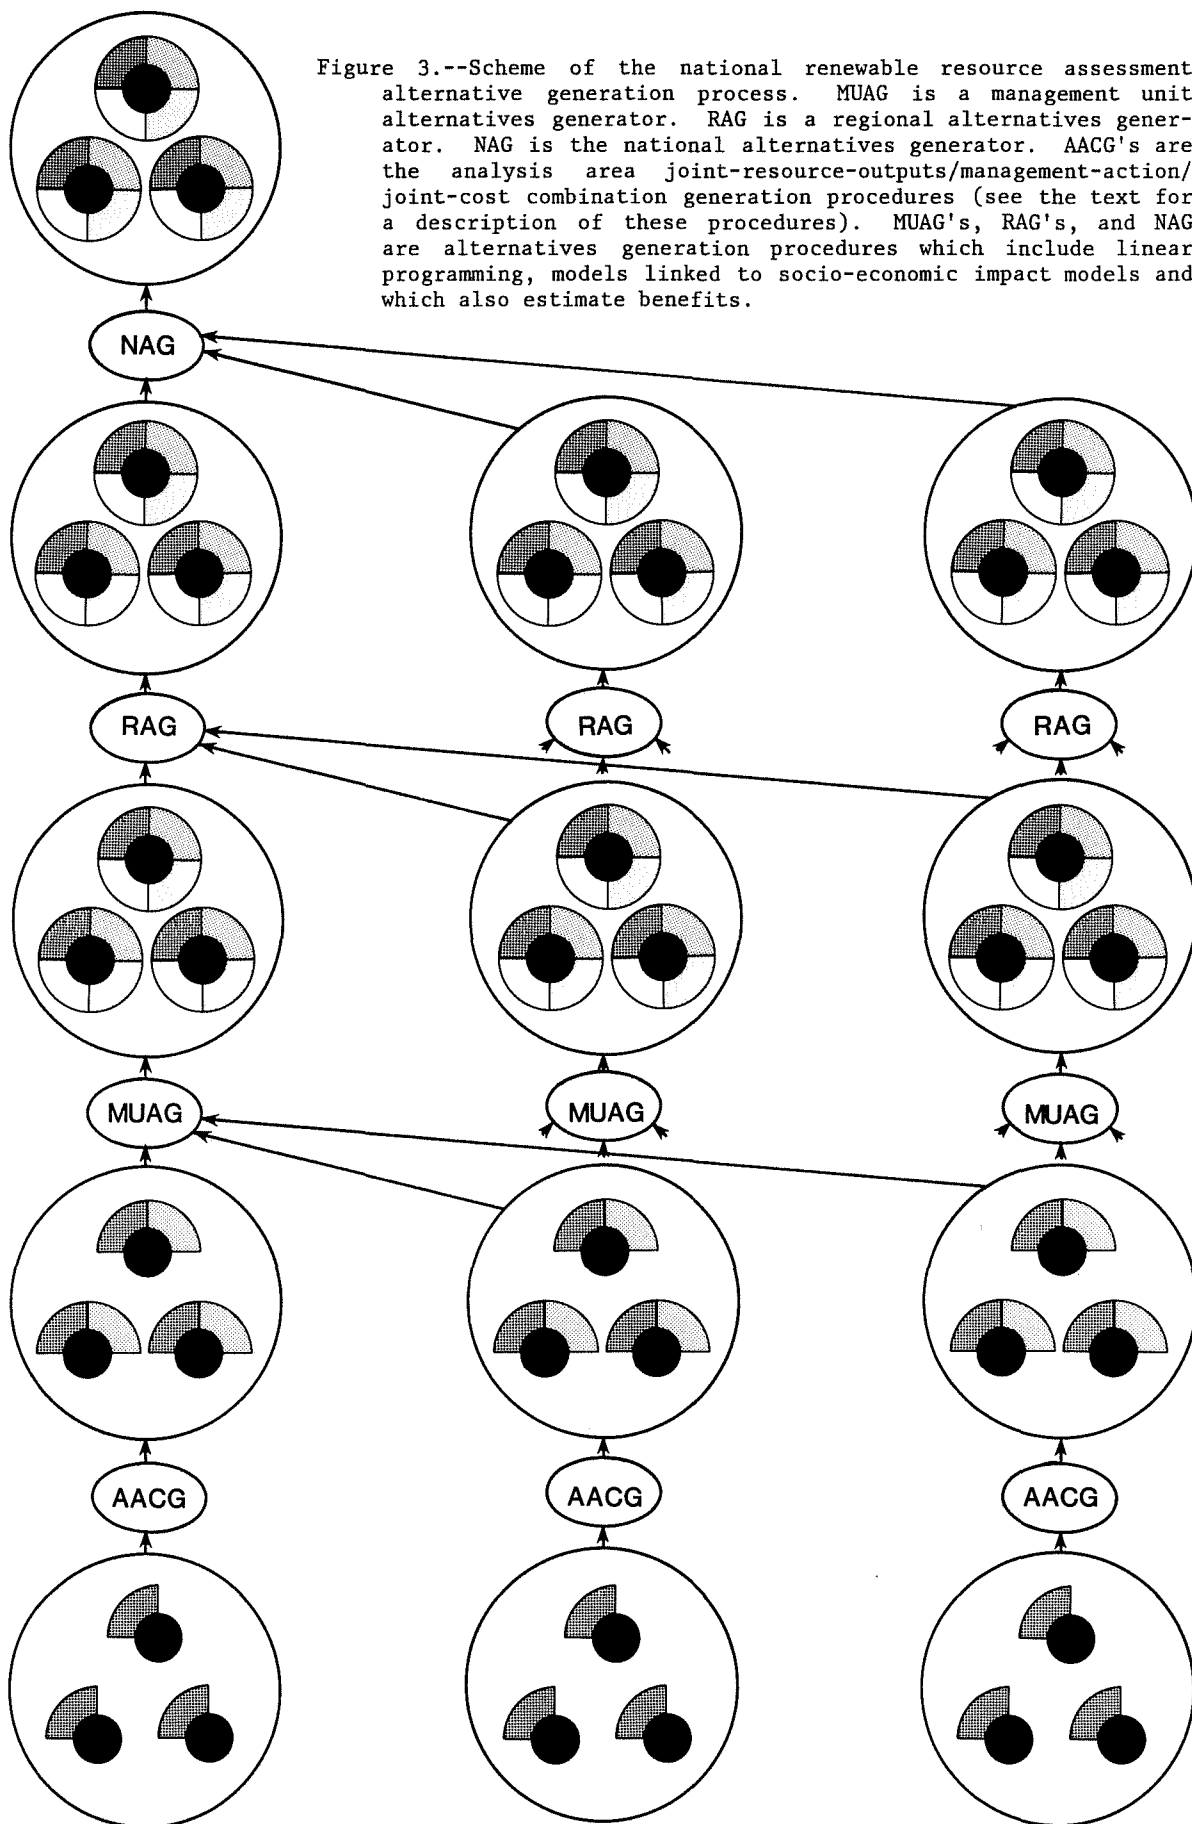 Figure 3.--Scheme of the national renewable resource assessment
alternative generation process. MUAG is a management unit
alternatives generator. RAG is a regional alternatives gener-
ator. NAG is the national alternatives generator. AACG's are
the analysis area joint-resource-outputs/management-action/
joint-cost combination generation procedures (see the text for
a description of these procedures). MUAG's, RAG's, and NAG
are alternatives generation procedures which include linear
programming, models linked to socio-economic impact models and
which also estimate benefits.
NAG
RAG
RAG
RAG
MUAG
MUAG
MUAG
AACG
AACG
AACG